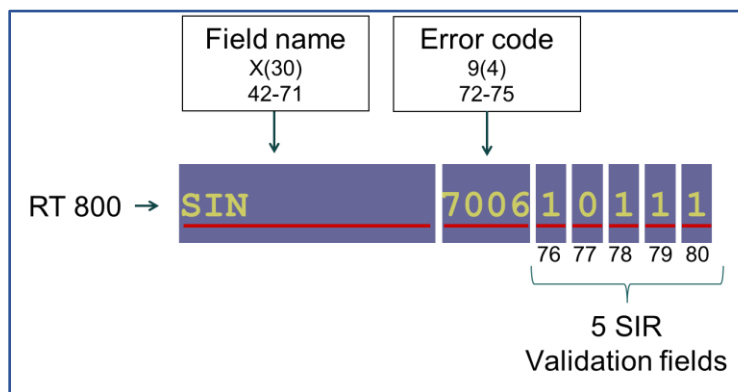 Field name
X(30)
42-71
Error code
9(4)
72-75
RT 800
SIN 7006 1 0 1 1 1
76 77 78 79 80
5 SIR
Validation fields